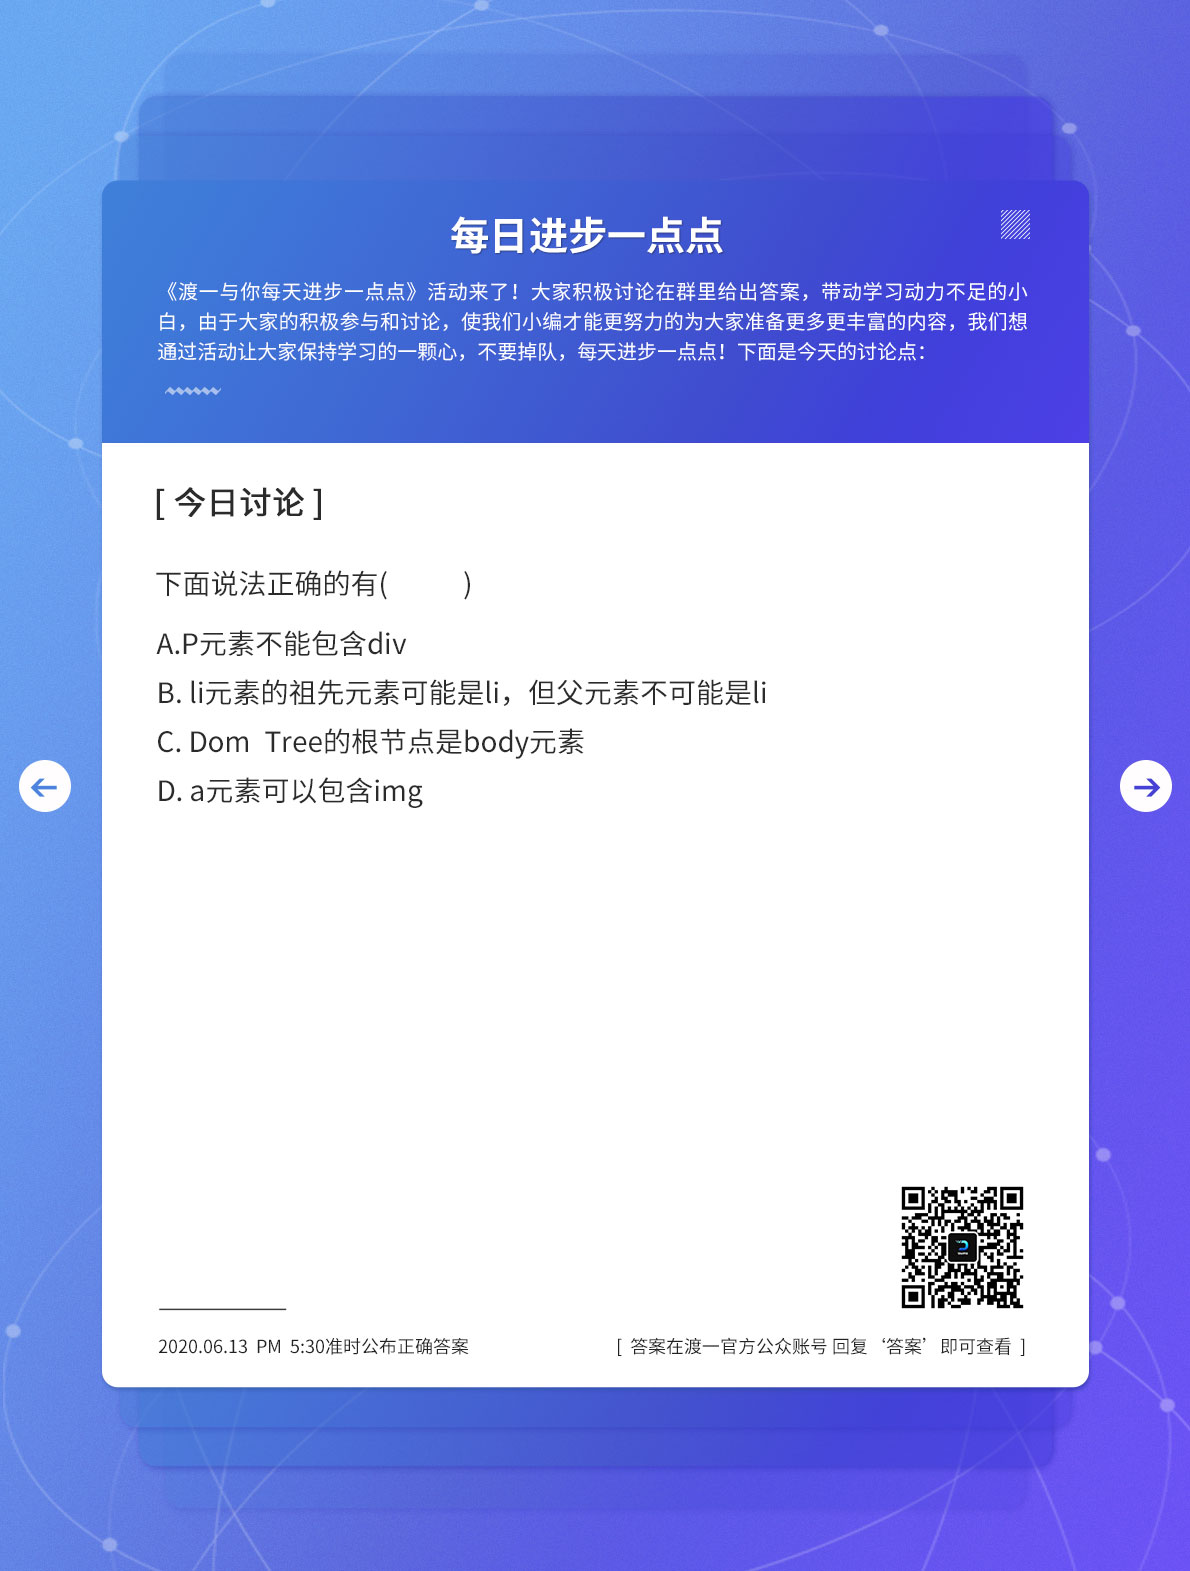 每日进步一点点
《渡一与你每天进步一点点》活动来了！大家积极讨论在群里给出答案，带动学习动力不足的小
白，由于大家的积极参与和讨论，使我们小编才能更努力的为大家准备更多更丰富的内容，我们想
通过活动让大家保持学习的一颗心，不要掉队，每天进步一点点！下面是今天的讨论点：
[ 今日讨论 ]
下面说法正确的有(          )
A.P元素不能包含div
B. li元素的祖先元素可能是li，但父元素不可能是li
C. Dom  Tree的根节点是body元素
D. a元素可以包含img
2020.06.13  PM  5:30准时公布正确答案
[  答案在渡一官方公众账号 回复 ‘答案’ 即可查看  ]